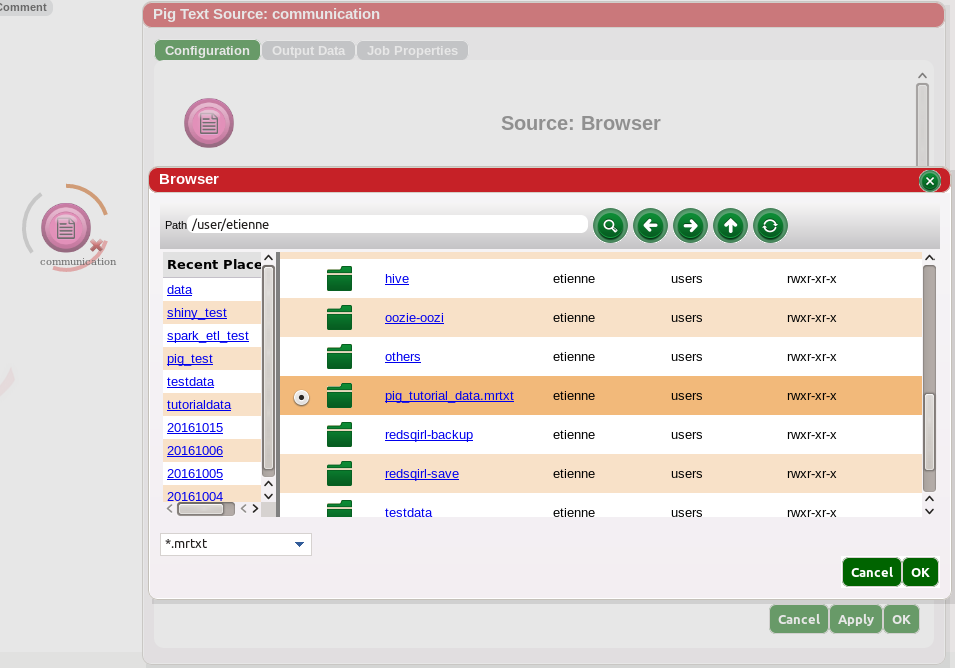 Comment
Pig Text Source: communication
Configuration Output Data Job Properties
Source: Browser
communication
Browser
Path /user/etienne
Recent Place
data
shiny_test
spark_etl_test
pig_test
testdata
tutorialdata
20161015
20161006
20161005
20161004
hive etienne users rwxr-xr-x
oozie-oozi etienne users rwxr-xr-x
others etienne users rwxr-xr-x
pig_tutorial_data.mrtxt etienne users rwxr-xr-x
redsqirl-backup etienne users rwxr-xr-x
redsqirl-save etienne users rwxr-xr-x
testdata etienne users rwxr-xr-x
*.mrtxt
Cancel OK
Cancel Apply OK